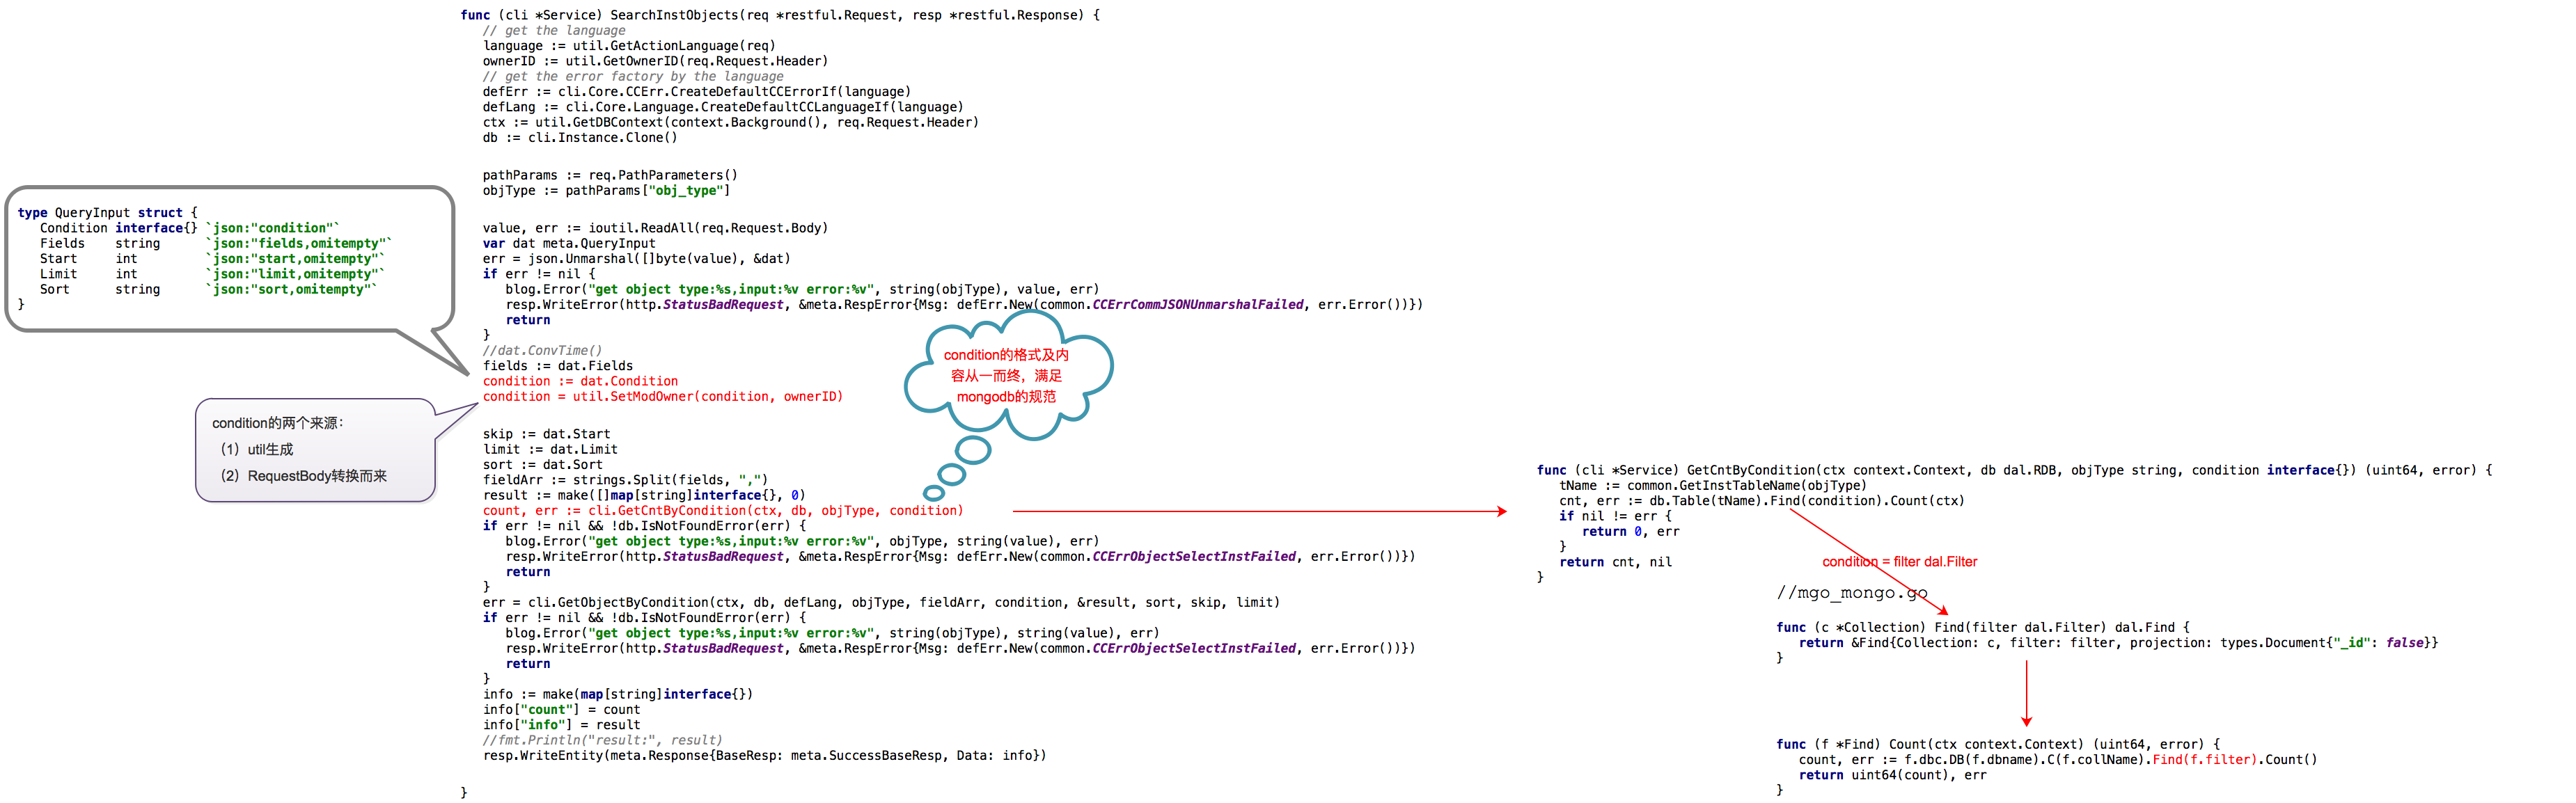 func (cli *Service) SearchInstObjects(req *restful.Request, resp *restful.Response) {
// get the language
language := util.GetActionLanguage(req)
ownerID := util.GetOwnerID(req.Request.Header)
// get the error factory by the language
defErr := cli.Core.CCErr.CreateDefaultCCErrorIf(language)
defLang := cli.Core.Language.CreateDefaultCCLanguageIf(language)
ctx := util.GetDBContext(context.Background(), req.Request.Header)
db := cli.Instance.Clone()
pathParams := req.PathParameters()
objType := pathParams["obj_type"]
value, err := ioutil.ReadAll(req.Request.Body)
var dat meta.QueryInput
err = json.Unmarshal([]byte(value), &dat)
if err != nil {
blog.Error("get object type:%s,input:%v error:%v", string(objType), value, err)
resp.WriteError(http.StatusBadRequest, &meta.RespError{Msg: defErr.New(common.CCErrCommJSONUnmarshalFailed, err.Error())})
return
}
//dat.ConvTime()
fields := dat.Fields
condition := dat.Condition
condition = util.SetModOwner(condition, ownerID)
skip := dat.Start
limit := dat.Limit
sort := dat.Sort
fieldArr := strings.Split(fields, ",")
result := make([]map[string]interface{}, 0)
count, err := cli.GetCntByCondition(ctx, db, objType, condition)
if err != nil && !db.IsNotFoundError(err) {
blog.Error("get object type:%s,input:%v error:%v", objType, string(value), err)
resp.WriteError(http.StatusBadRequest, &meta.RespError{Msg: defErr.New(common.CCErrObjectSelectInstFailed, err.Error())})
return
}
err = cli.GetObjectByCondition(ctx, db, defLang, objType, fieldArr, condition, &result, sort, skip, limit)
if err != nil && !db.IsNotFoundError(err) {
blog.Error("get object type:%s,input:%v error:%v", string(objType), string(value), err)
resp.WriteError(http.StatusBadRequest, &meta.RespError{Msg: defErr.New(common.CCErrObjectSelectInstFailed, err.Error())})
return
}
info := make(map[string]interface{})
info["count"] = count
info["info"] = result
//fmt.Println("result:", result)
resp.WriteEntity(meta.Response{BaseResp: meta.SuccessBaseResp, Data: info})
}
type QueryInput struct {
Condition interface{} `json:"condition"`
Fields string `json:"fields,omitempty"`
Start int `json:"start,omitempty"`
Limit int `json:"limit,omitempty"`
Sort string `json:"sort,omitempty"`
}
condition的两个来源：
（1）util生成
（2）RequestBody转换而来
condition的格式及内
容从一而终，满足
mongodb的规范
func (cli *Service) GetCntByCondition(ctx context.Context, db dal.RDB, objType string, condition interface{}) (uint64, error) {
tName := common.GetInstTableName(objType)
cnt, err := db.Table(tName).Find(condition).Count(ctx)
if nil != err {
return 0, err
}
return cnt, nil
}
condition = filter dal.Filter
//mgo_mongo.go
func (c *Collection) Find(filter dal.Filter) dal.Find {
return &Find{Collection: c, filter: filter, projection: types.Document{"_id": false}}
}
func (f *Find) Count(ctx context.Context) (uint64, error) {
count, err := f.dbc.DB(f.dbname).C(f.collName).Find(f.filter).Count()
return uint64(count), err
}